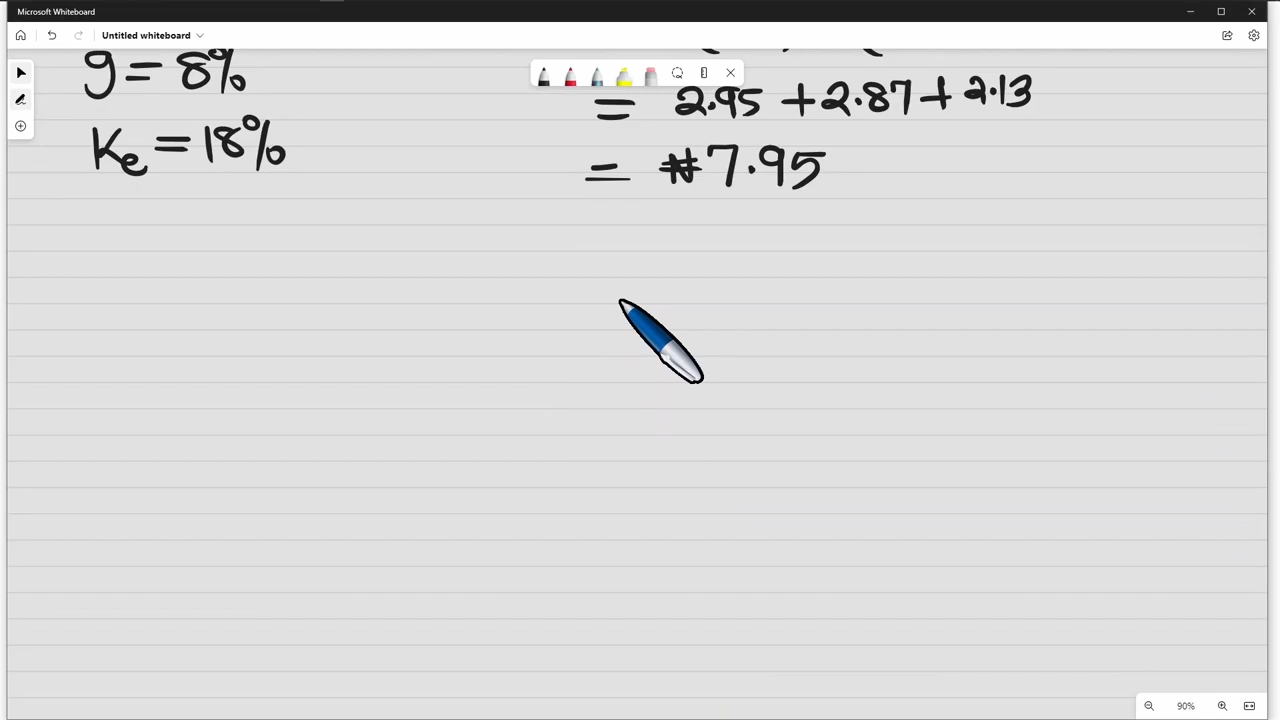 Microsoft Whiteboard
Untitled whiteboard
g = 8%
Ke = 18%
= 2.95 + 2.87 + 2.13
= ₦7.95
90%